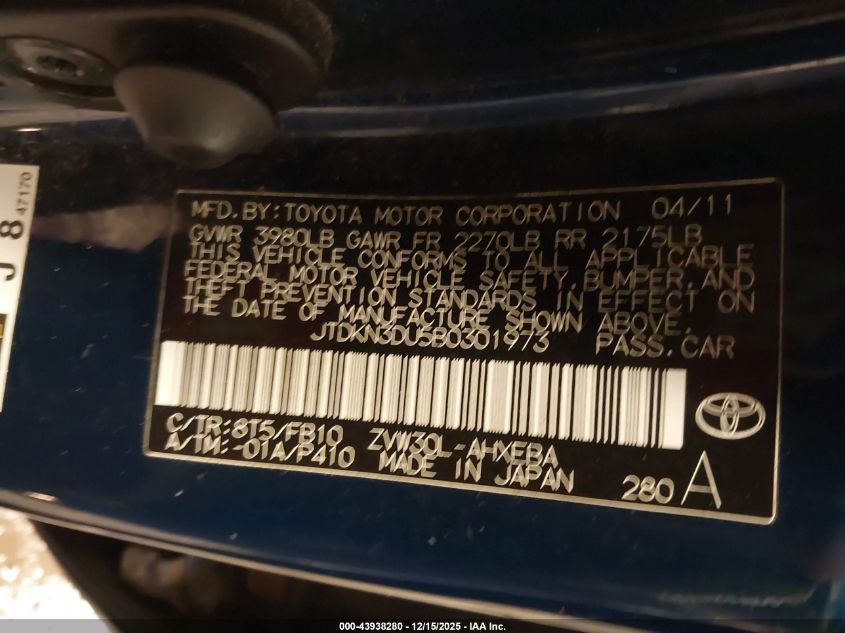 J 8
47170
MFD.BY:TOYOTA MOTOR CORPORATION 04/11
GVWR 3980LB GAWR FR 2270LB RR 2175LB
THIS VEHICLE CONFORMS TO ALL APPLICABLE
FEDERAL MOTOR VEHICLE SAFETY,BUMPER,AND
THEFT PREVENTION STANDARDS IN EFFECT ON
THE DATE OF MANUFACTURE SHOWN ABOVE.
JTDKN3DU5B0301973 PASS.CAR
C/TR:8T5/FB10 ZVW30L-AHXEBA
A/TM:-01A/P410 MADE IN JAPAN
280 A
000-43938280 - 12/15/2025 - IAA Inc.